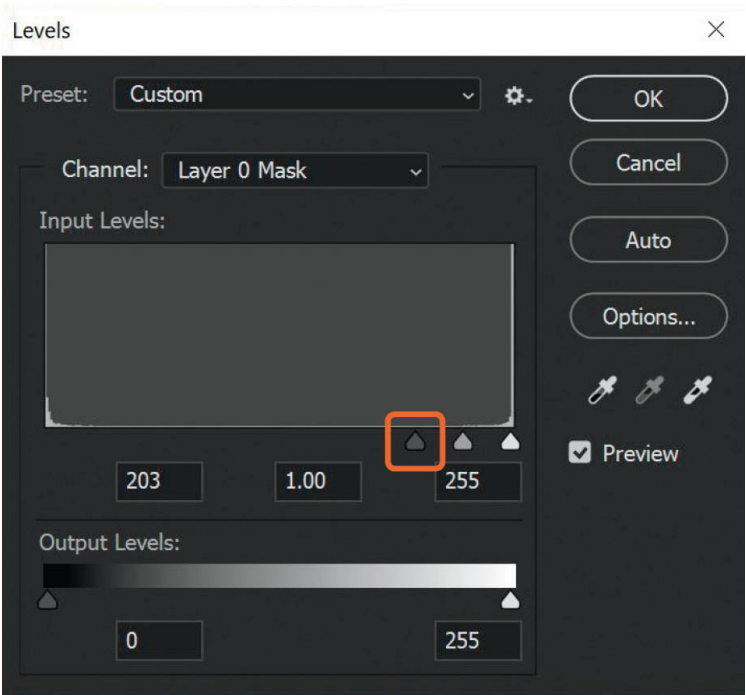 Levels
Preset: Custom
OK
Channel: Layer 0 Mask
Cancel
Input Levels:
Auto
Options...
203 1.00 255
Preview
Output Levels:
0 255